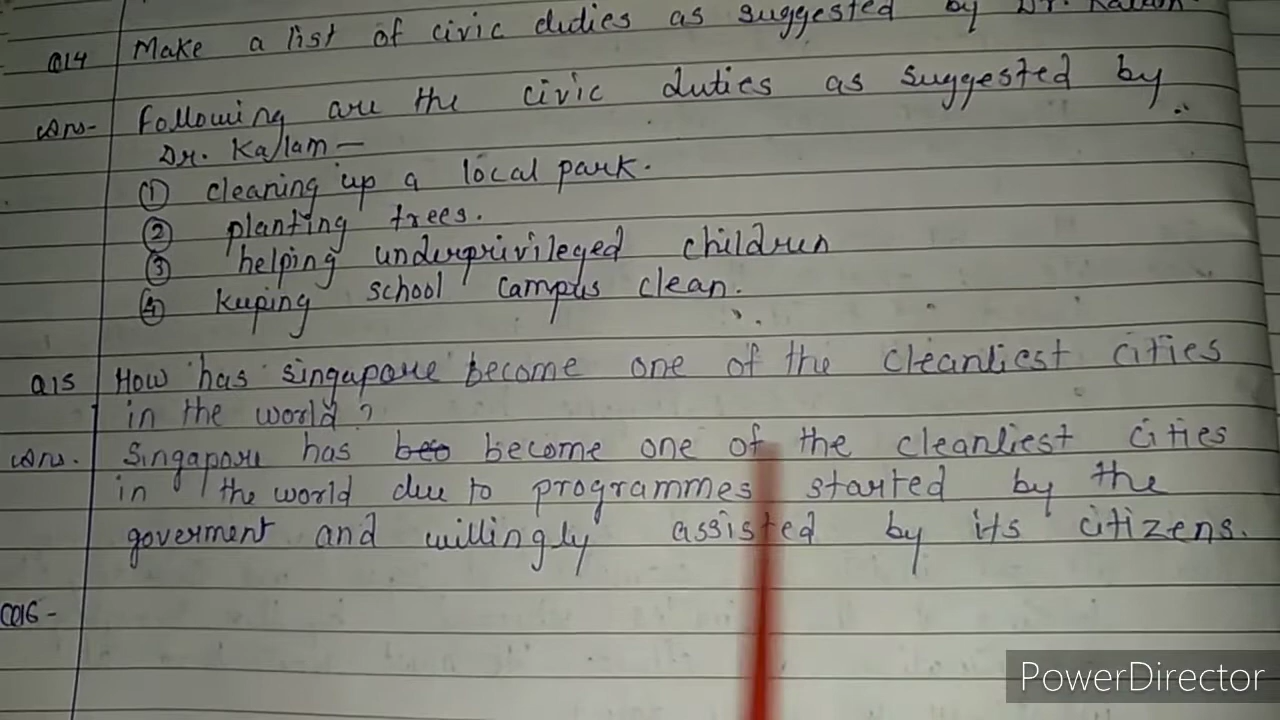 Q14 Make a list of civic duties as suggested by Dr. Kalam.
Ans- Following are the civic duties as suggested by
Dr. Kalam —
① cleaning up a local park.
② planting trees.
③ helping underprivileged children
④ keeping school campus clean.
Q15 How has singapore become one of the cleanliest cities
in the world?
Ans. Singapore has beo become one of the cleanliest cities
in the world due to programmes started by the
goverment and willingly assisted by its citizens.
Q16-
PowerDirector